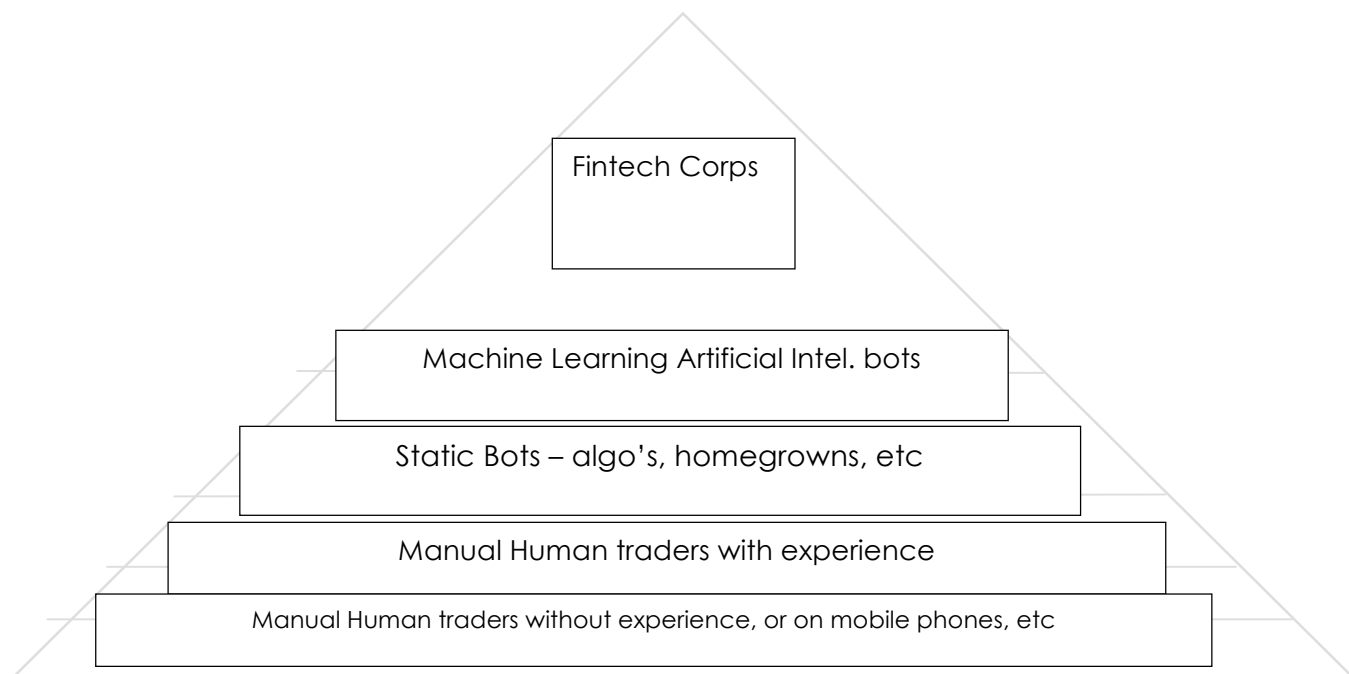 Fintech Corps
Machine Learning Artificial Intel. bots
Static Bots – algo’s, homegrowns, etc
Manual Human traders with experience
Manual Human traders without experience, or on mobile phones, etc